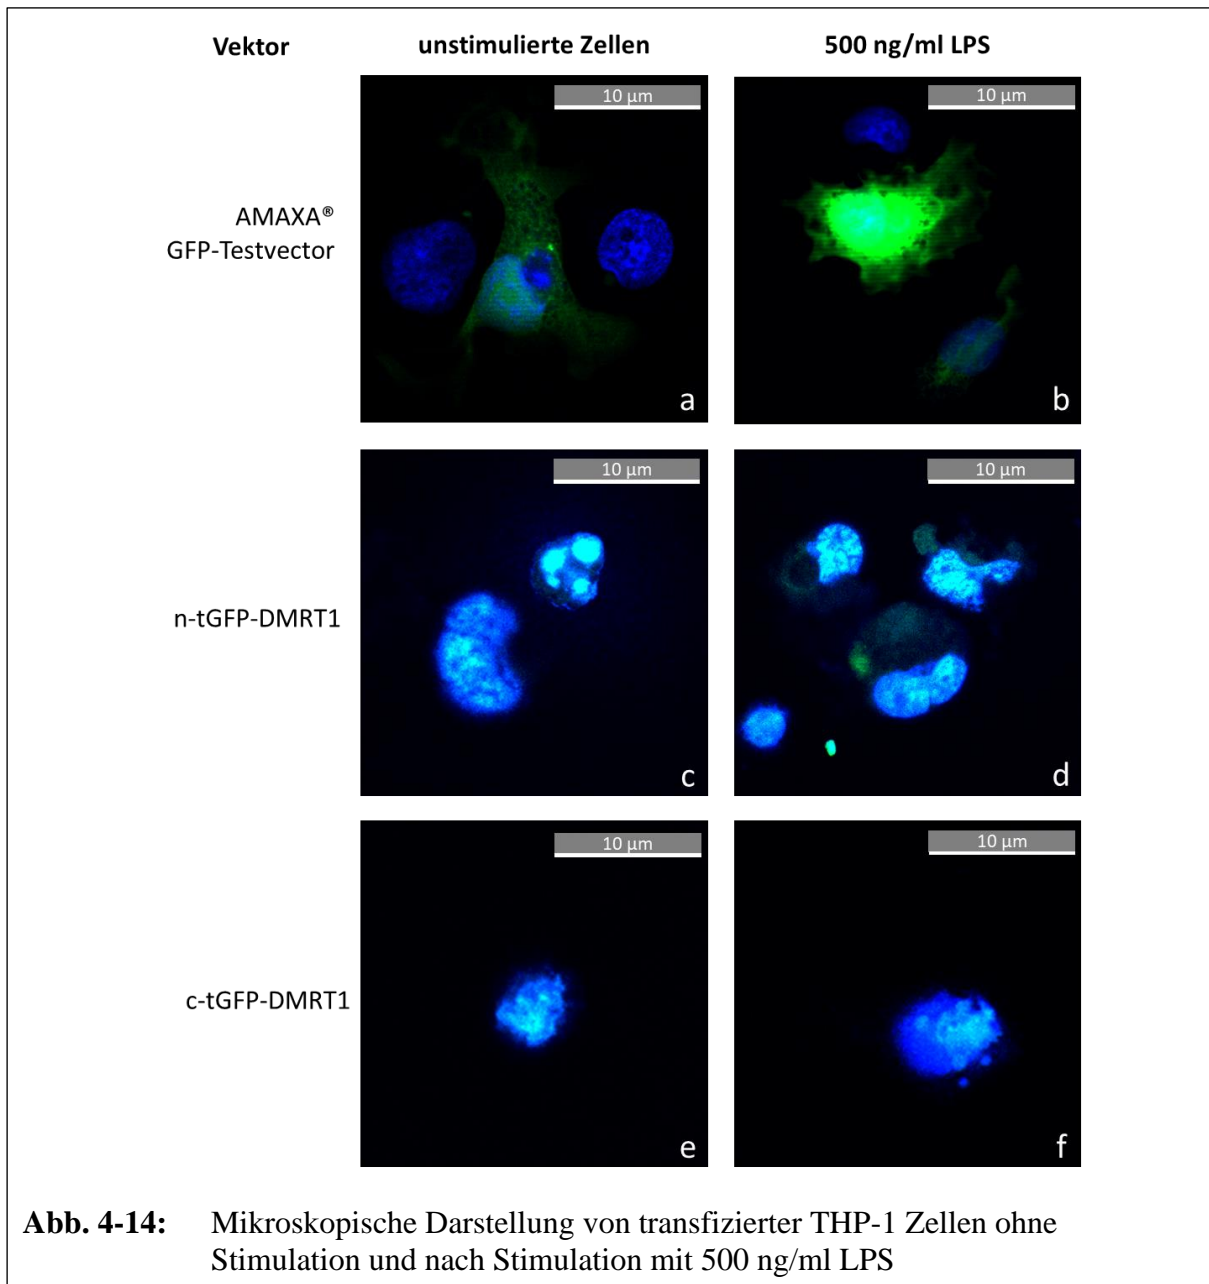 Vektor unstimulierte Zellen 500 ng/ml LPS
10 µm 10 µm
AMAXA®
GFP-Testvector
a b
10 µm 10 µm
n-tGFP-DMRT1
c d
10 µm 10 µm
c-tGFP-DMRT1
e f
Abb. 4-14: Mikroskopische Darstellung von transfizierter THP-1 Zellen ohne
Stimulation und nach Stimulation mit 500 ng/ml LPS